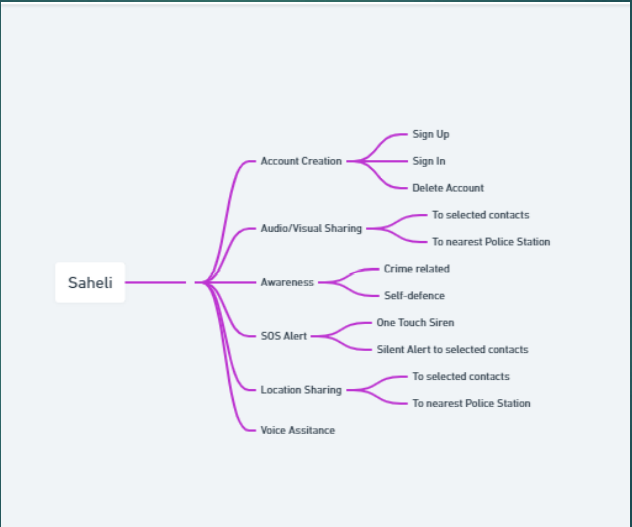 Saheli
Account Creation
Sign Up
Sign In
Delete Account
Audio/Visual Sharing
To selected contacts
To nearest Police Station
Awareness
Crime related
Self-defence
SOS Alert
One Touch Siren
Silent Alert to selected contacts
Location Sharing
To selected contacts
To nearest Police Station
Voice Assitance